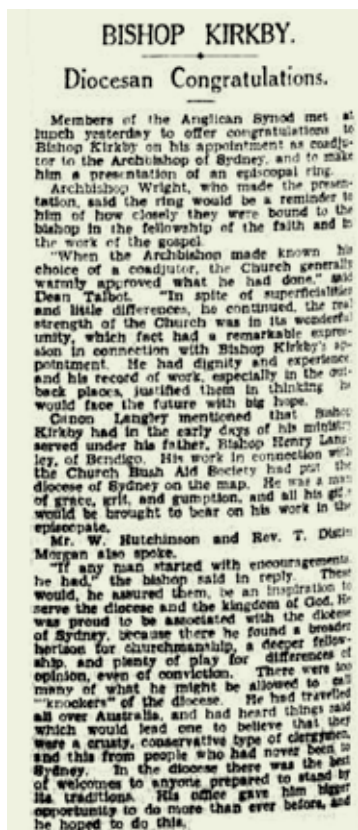 BISHOP KIRKBY.
Diocesan Congratulations.
Members of the Anglican Synod met at
lunch yesterday to offer congratulations to
Bishop Kirkby on his appointment as coadju-
tor to the Archbishop of Sydney, and to make
him a presentation of an episcopal ring.
Archbishop Wright, who made the presen-
tation, said the ring would be a reminder to
him of how closely they were bound to the
bishop in the fellowship of the faith and in
the work of the gospel.
"When the Archbishop made known his
choice of a coadjutor, the Church generally
warmly approved what he had done," said
Dean Talbot. "In spite of superficialities
and little differences, he continued, the real
strength of the Church was in its wonderful
unity, which fact had a remarkable expres-
sion in connection with Bishop Kirkby's ap-
pointment. He had dignity and experience,
and his record of work, especially in the out-
back places, justified them in thinking he
would face the future with big hope.
Canon Langley mentioned that Bishop
Kirkby had in the early days of his ministry
served under his father, Bishop Henry Lang-
ley, of Bendigo. His work in connection with
the Church Bush Aid Society had put the
diocese of Sydney on the map. He was a man
of grace, grit, and gumption, and all his gifts
would be brought to bear on his work in the
episcopate.
Mr. W. Hutchinson and Rev. T.
Morgan also spoke.
"If any man started with encouragements,
he had," the bishop said in reply. These
would, he assured them, be an inspiration to
serve the diocese and the kingdom of God. He
was proud to be associated with the diocese
of Sydney, because there he found a broader
horizon for churchmanship, a deeper fellow-
ship, and plenty of play for differences of
opinion, even of conviction. There were too
many of what he might be allowed to call
"knockers" of the diocese. He had travelled
all over Australia, and had heard things said
which would lead one to believe that they
were a crusty, conservative type of clergymen,
and this from people who had never been to
Sydney. In the diocese there was the best
of welcomes to anyone prepared to stand by
its traditions. His office gave him bigger
opportunity to do more than ever before, and
he hoped to do this.